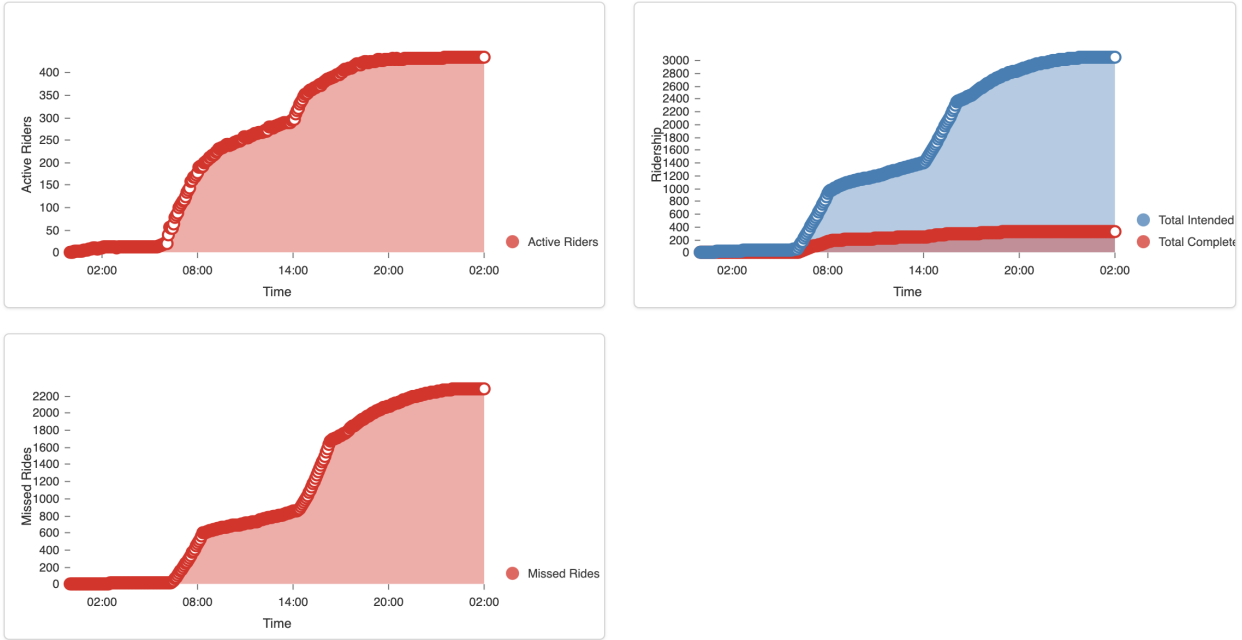 Active Riders
400
350
300
250
200
150
100
50
0
02:00 08:00 14:00 20:00 02:00
Time
Active Riders
Ridership
3000
2800
2600
2400
2200
2000
1800
1600
1400
1200
1000
800
600
400
200
0
02:00 08:00 14:00 20:00 02:00
Time
Total Intended
Total Complete
Missed Rides
2200
2000
1800
1600
1400
1200
1000
800
600
400
200
0
02:00 08:00 14:00 20:00 02:00
Time
Missed Rides